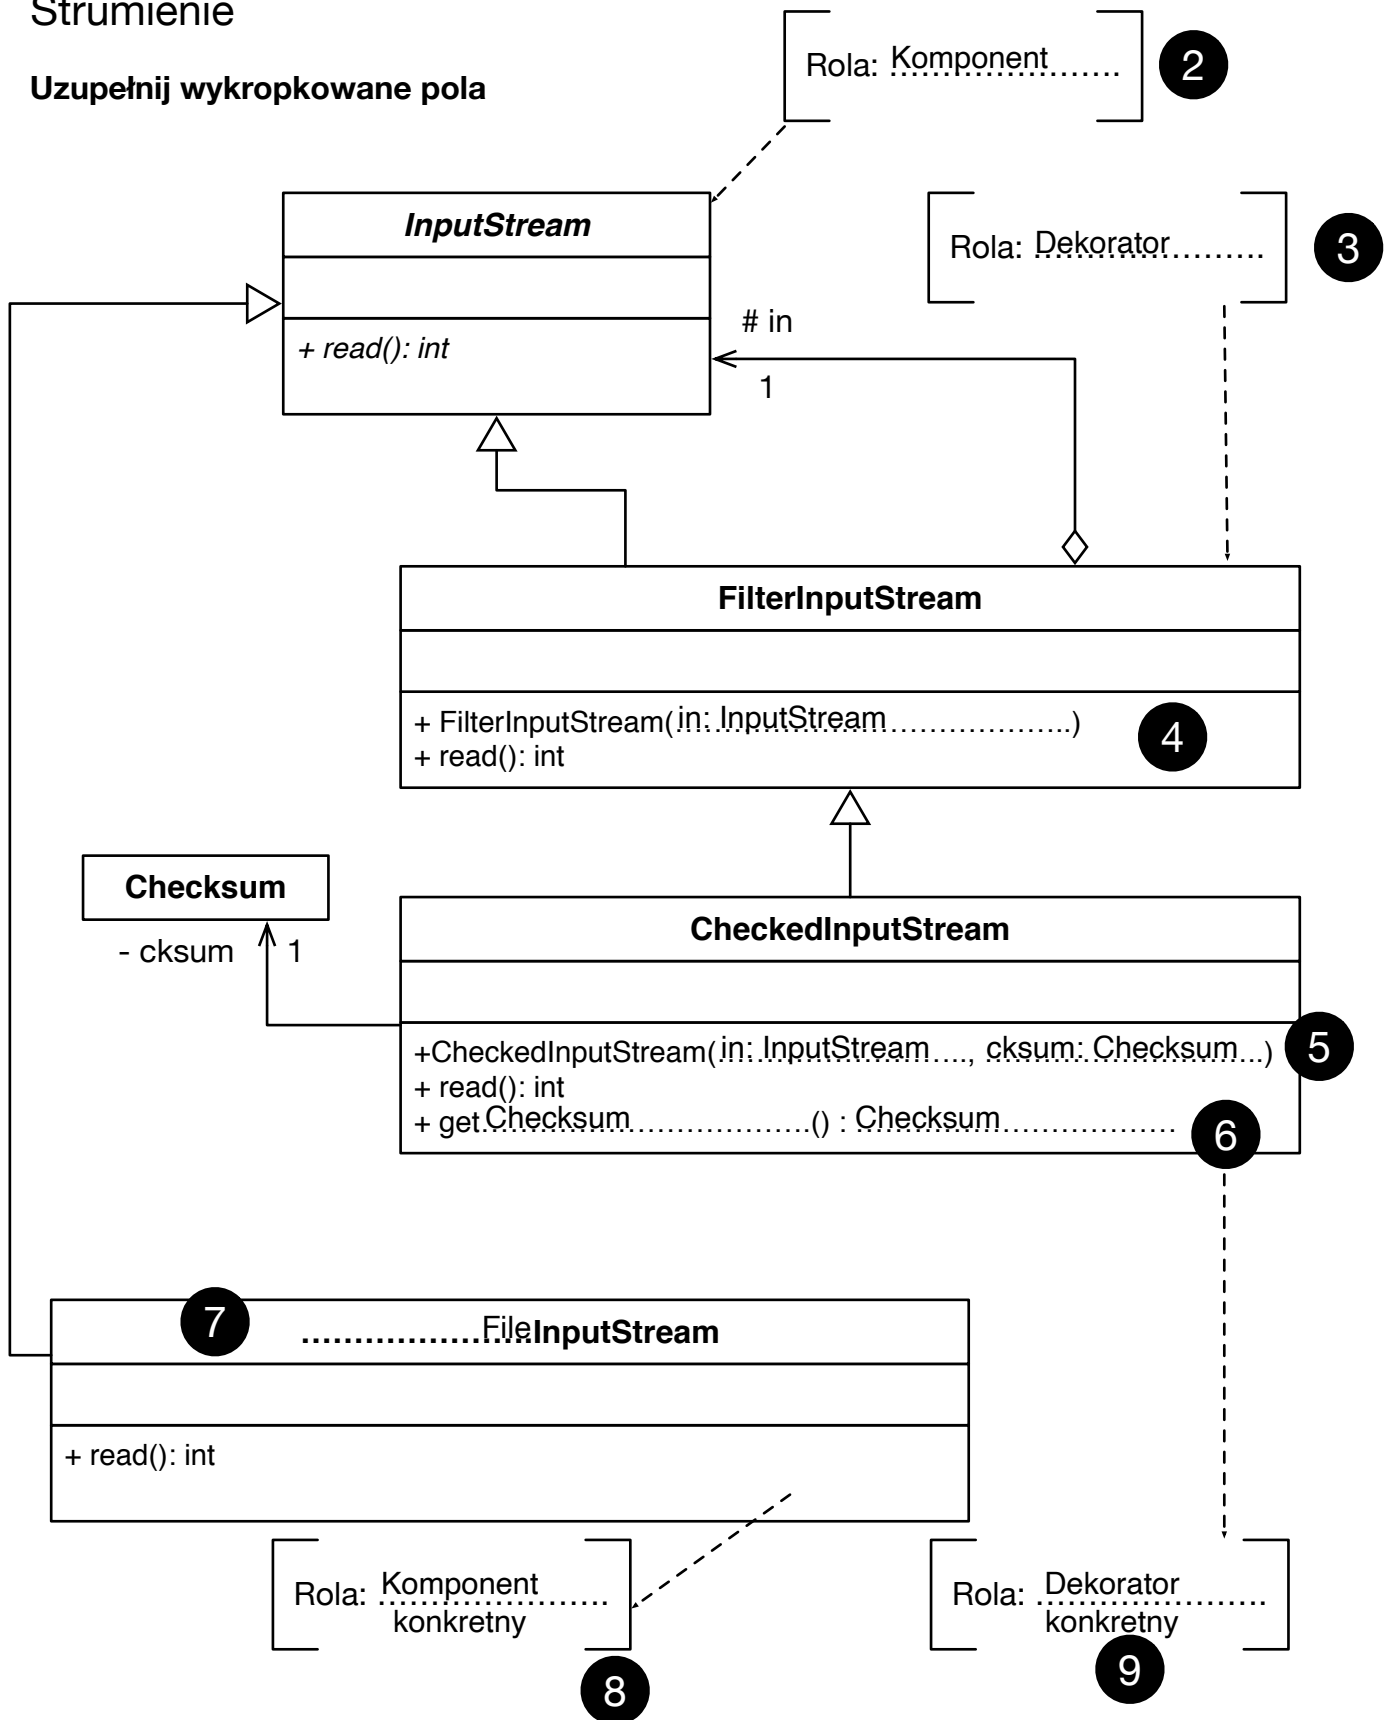 Strumienie
Uzupełnij wykropkowane pola
Rola: Komponent
2
Rola: Dekorator
3
InputStream
+ read(): int
# in
1
FilterInputStream
+ FilterInputStream(in: InputStream)
+ read(): int
4
Checksum
- cksum
1
CheckedInputStream
+CheckedInputStream(in: InputStream...., cksum: Checksum...)
5
+ read(): int
+ getChecksum() : Checksum
6
7
FileInputStream
+ read(): int
Rola: Komponent
konkretny
8
Rola: Dekorator
konkretny
9